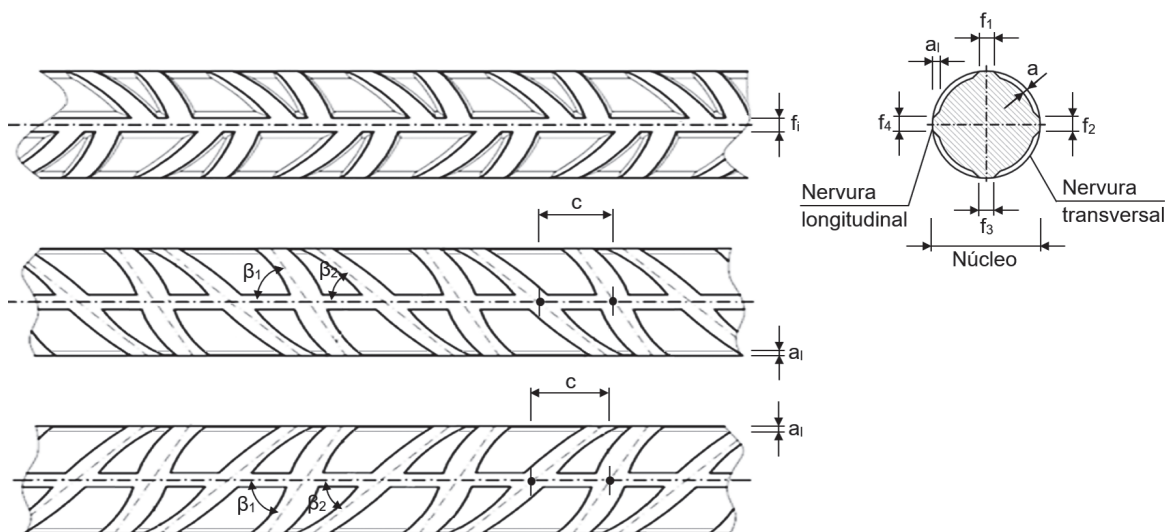 f₁
aₗ
a
fᵢ
f₄
f₂
Nervura
longitudinal
Nervura
transversal
f₃
Núcleo
c
β₁
β₂
aₗ
c
aₗ
β₁
β₂